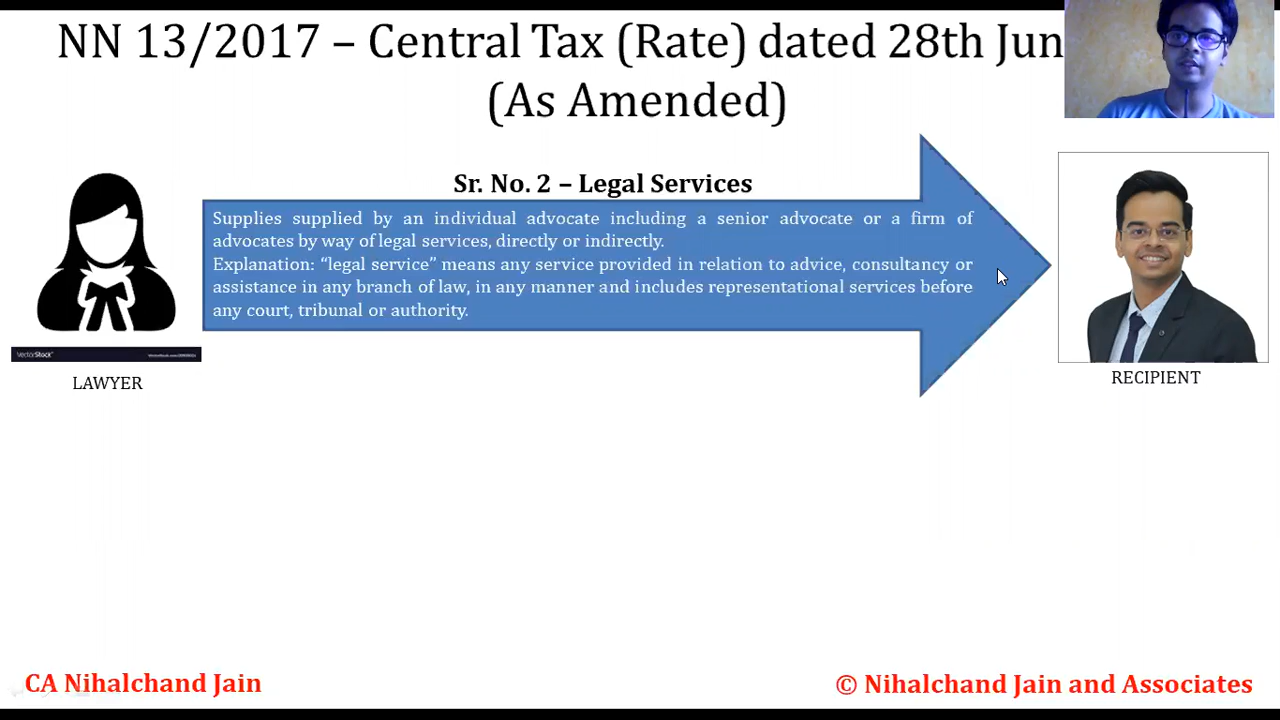 NN 13/2017 – Central Tax (Rate) dated 28th Jun
(As Amended)
Sr. No. 2 – Legal Services
Supplies supplied by an individual advocate including a senior advocate or a firm of
advocates by way of legal services, directly or indirectly.
Explanation: “legal service” means any service provided in relation to advice, consultancy or
assistance in any branch of law, in any manner and includes representational services before
any court, tribunal or authority.
VectorStock
LAWYER
RECIPIENT
CA Nihalchand Jain
© Nihalchand Jain and Associates